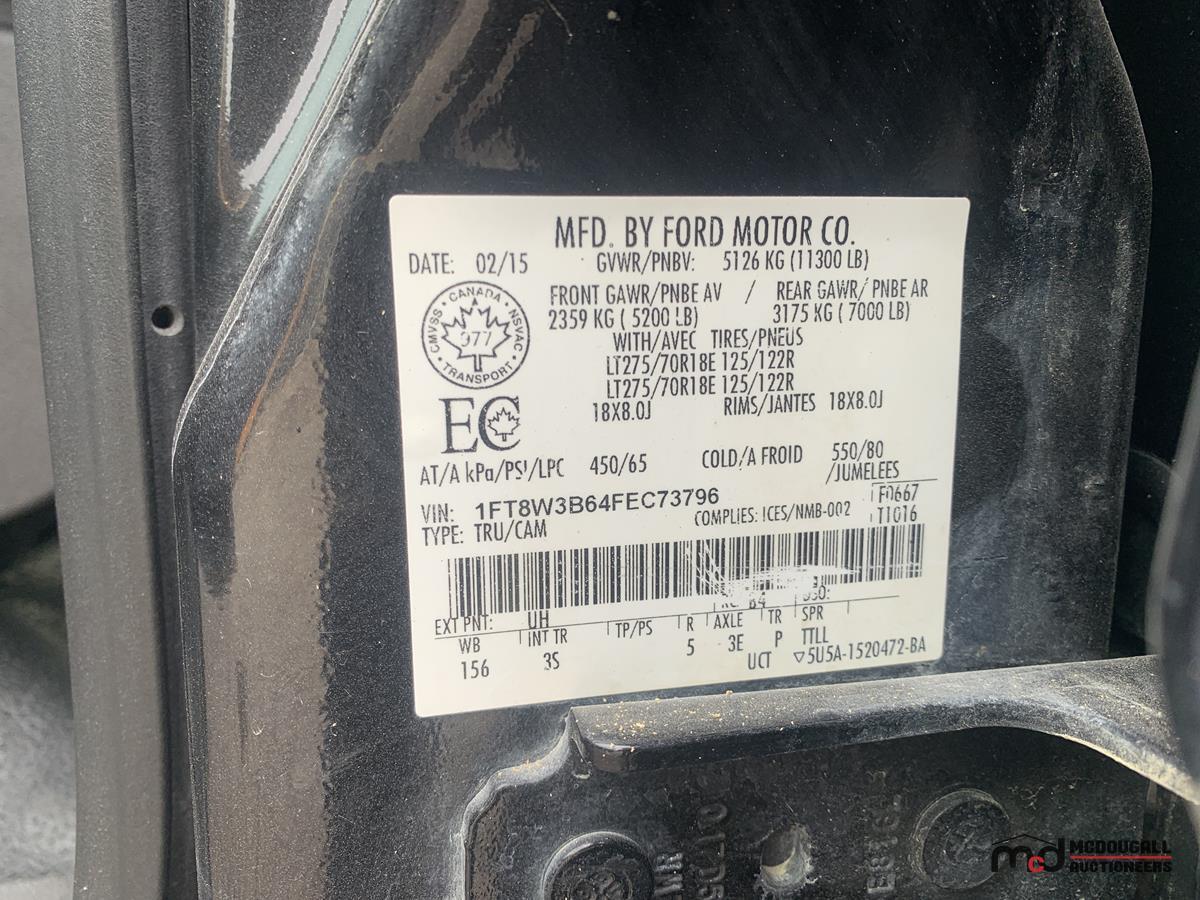 MFD. BY FORD MOTOR CO.
DATE: 02/15 GVWR/PNBV: 5126 KG (11300 LB)
FRONT GAWR/PNBE AV / REAR GAWR/ PNBE AR
2359 KG ( 5200 LB) 3175 KG ( 7000 LB)
WITH/AVEC TIRES/PNEUS
LT275/70R18E 125/122R
LT275/70R18E 125/122R
18X8.0J RIMS/JANTES 18X8.0J
CMVSS • CANADA • NSVAC • TRANSPORT •
977
EC
AT/A kPa/PSI/LPC 450/65 COLD/A FROID 550/80
/JUMELEES
VIN: 1FT8W3B64FEC73796 F0667
TYPE: TRU/CAM COMPLIES: ICES/NMB-002 T1016
EXT PNT: UH B4 DSO:
WB INT TR TP/PS R AXLE TR SPR
156 3S 5 3E P TTLL
UCT ▽5U5A-1520472-BA
mcd MCDOUGALL
AUCTIONEERS